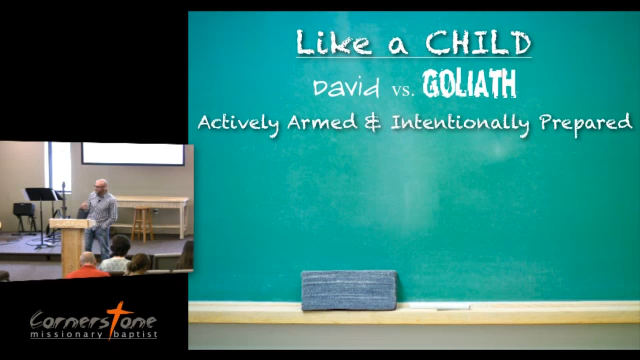 Like a CHILD
David vs. GOLIATH
Actively Armed & Intentionally Prepared
Cornerstone
missionary baptist